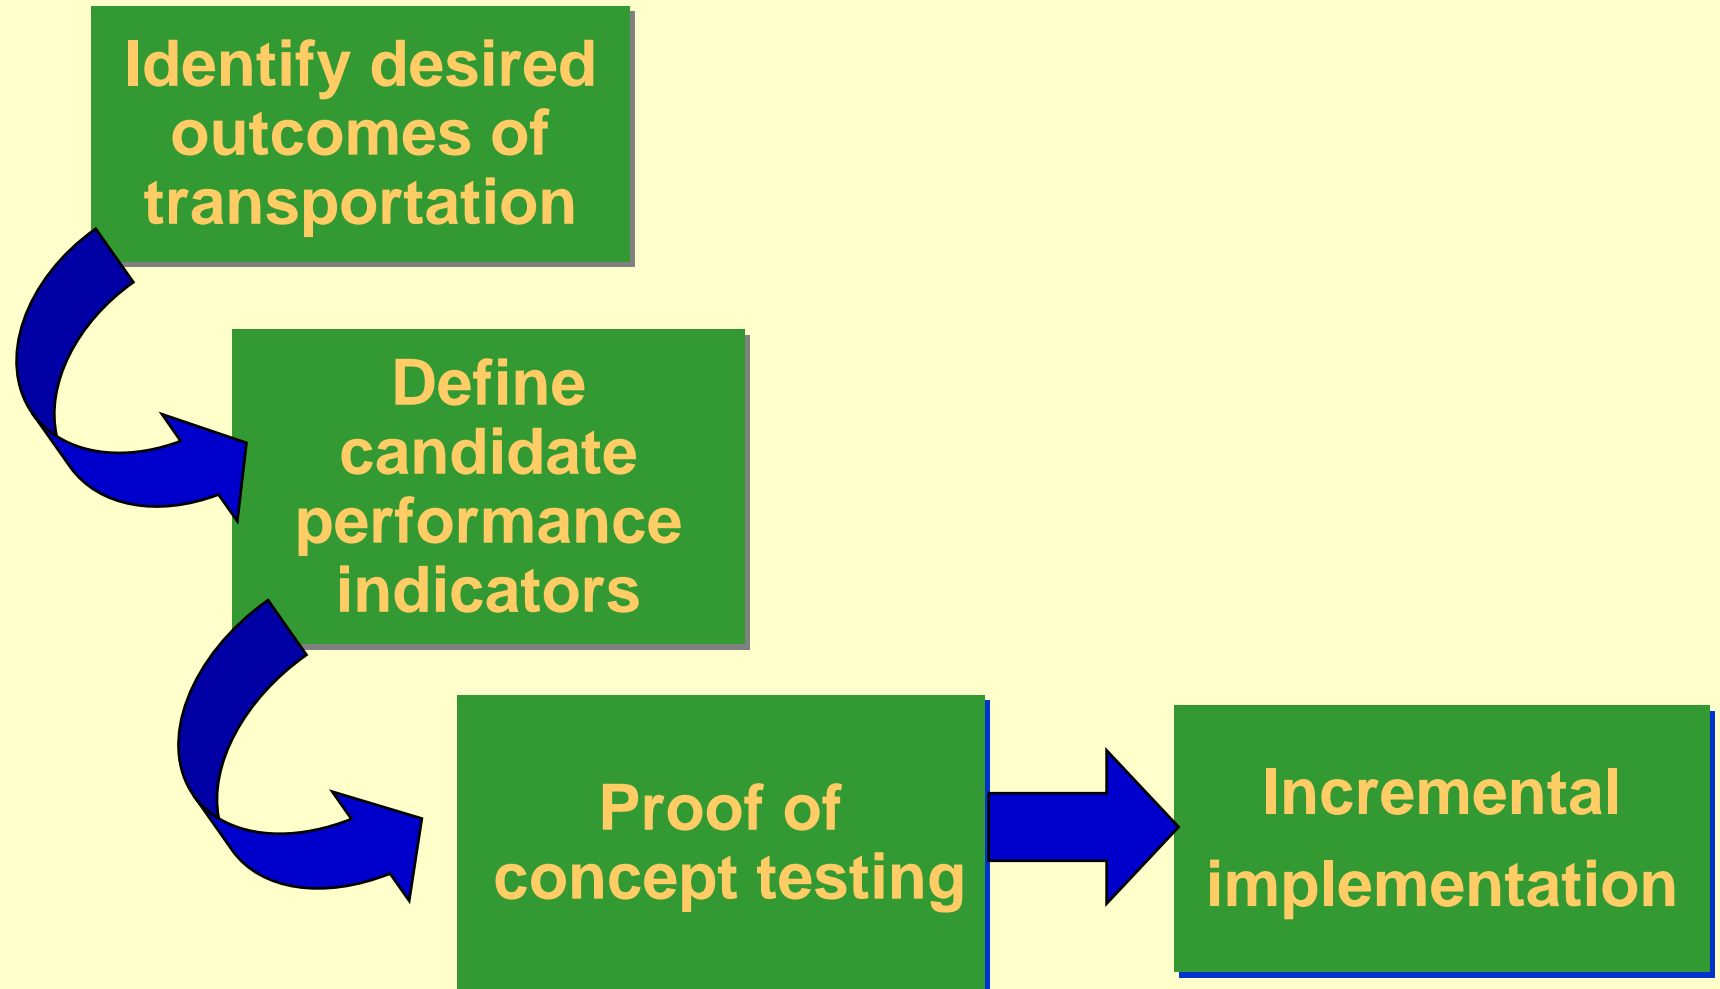 Identify desired
outcomes of
transportation
Define
candidate
performance
indicators
Proof of
concept testing
Incremental
implementation